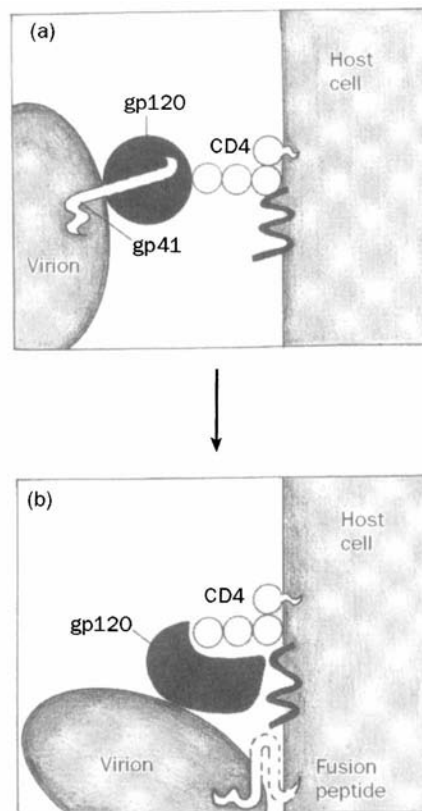 (a)
Host
cell
gp120
CD4
gp41
Virion
(b)
Host
cell
CD4
gp120
Virion
Fusion
peptide